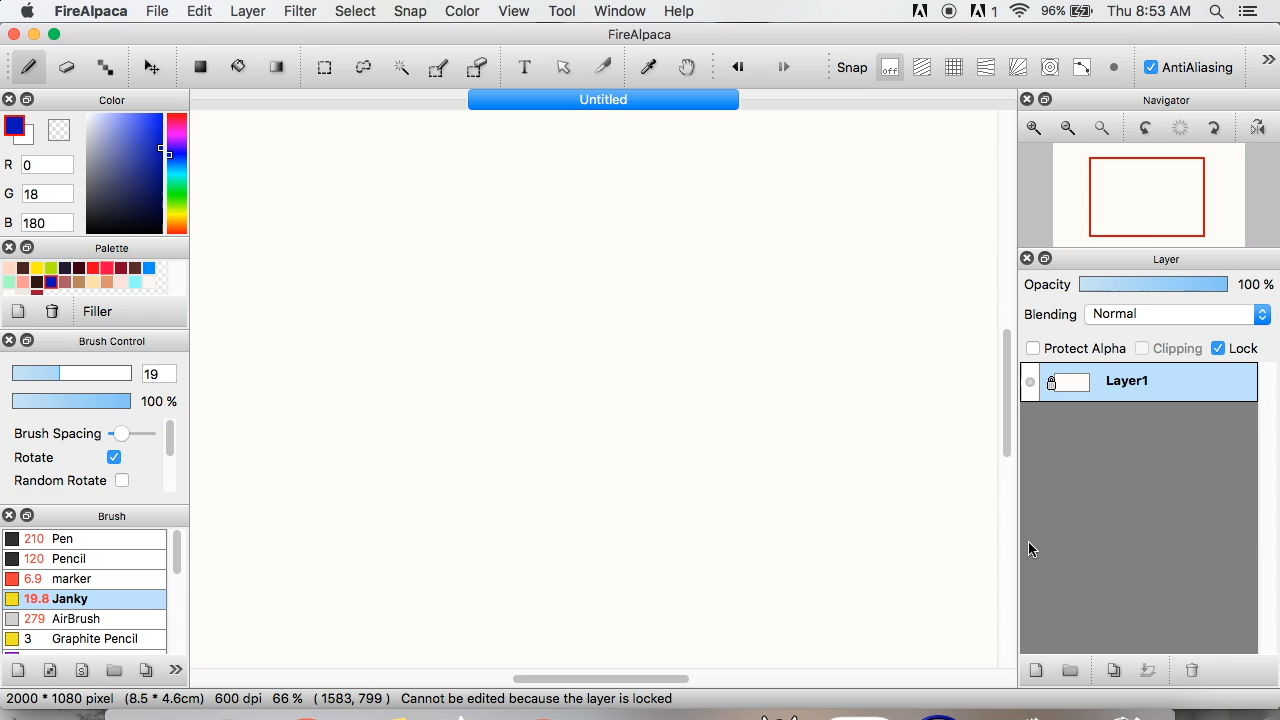 FireAlpaca File Edit Layer Filter Select Snap Color View Tool Window Help 1 96% Thu 8:53 AM
FireAlpaca
T Snap off AntiAliasing
Color
R 0
G 18
B 180
Palette
Filler
Brush Control
19
100 %
Brush Spacing
Rotate
Random Rotate
Brush
210 Pen
120 Pencil
6.9 marker
19.8 Janky
279 AirBrush
3 Graphite Pencil
Untitled
Navigator
Layer
Opacity 100 %
Blending Normal
Protect Alpha Clipping Lock
Layer1
2000 * 1080 pixel (8.5 * 4.6cm) 600 dpi 66 % ( 1583, 799 ) Cannot be edited because the layer is locked